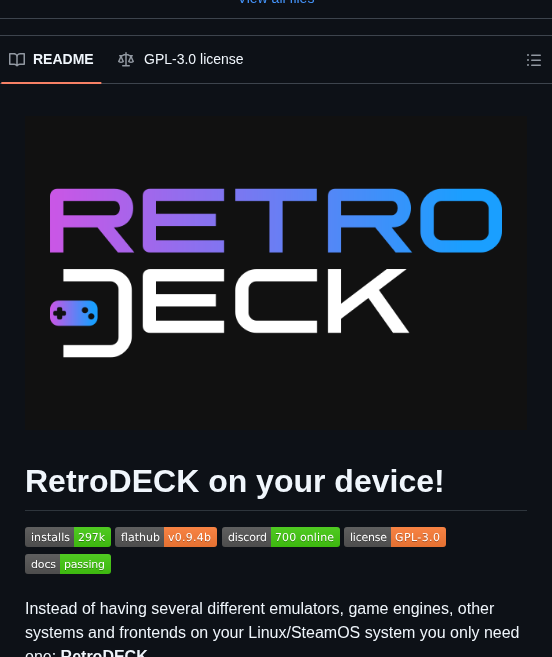 View all files
README GPL-3.0 license
RETRO
DECK
RetroDECK on your device!
installs 297k flathub v0.9.4b discord 700 online license GPL-3.0
docs passing
Instead of having several different emulators, game engines, other
systems and frontends on your Linux/SteamOS system you only need
one: RetroDECK